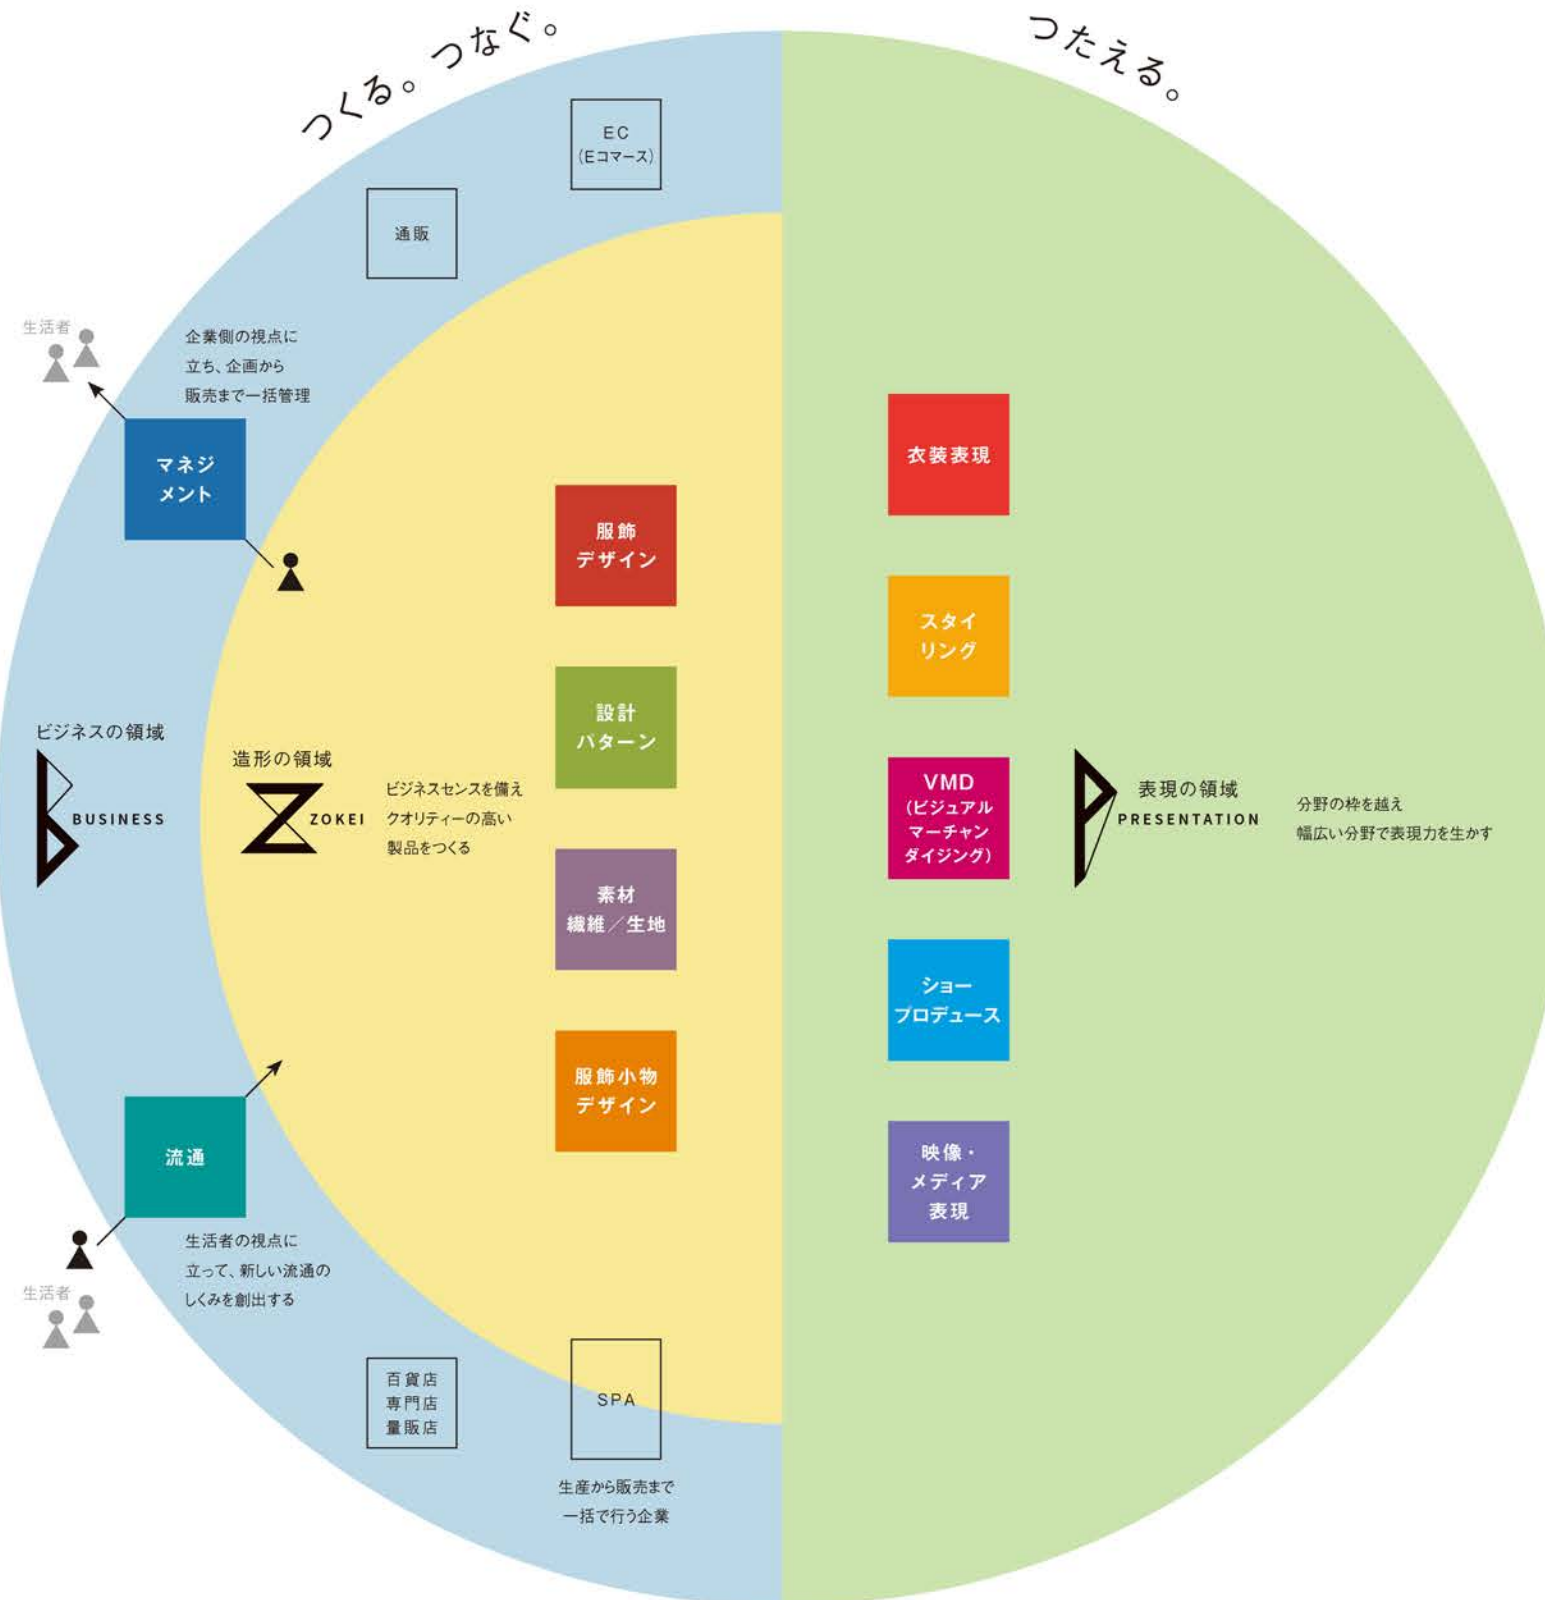 つくる。つなぐ。
つたえる。
EC
(Eコマース)
通販
生活者
企業側の視点に
立ち、企画から
販売まで一括管理
マネジ
メント
服飾
デザイン
設計
パターン
素材
繊維／生地
服飾小物
デザイン
ビジネスの領域
BUSINESS
造形の領域
ZOKEI
ビジネスセンスを備え
クオリティーの高い
製品をつくる
流通
生活者の視点に
立って、新しい流通の
しくみを創出する
生活者
百貨店
専門店
量販店
SPA
生産から販売まで
一括で行う企業
衣装表現
スタイ
リング
VMD
(ビジュアル
マーチャン
ダイジング)
ショー
プロデュース
映像・
メディア
表現
表現の領域
PRESENTATION
分野の枠を越え
幅広い分野で表現力を生かす